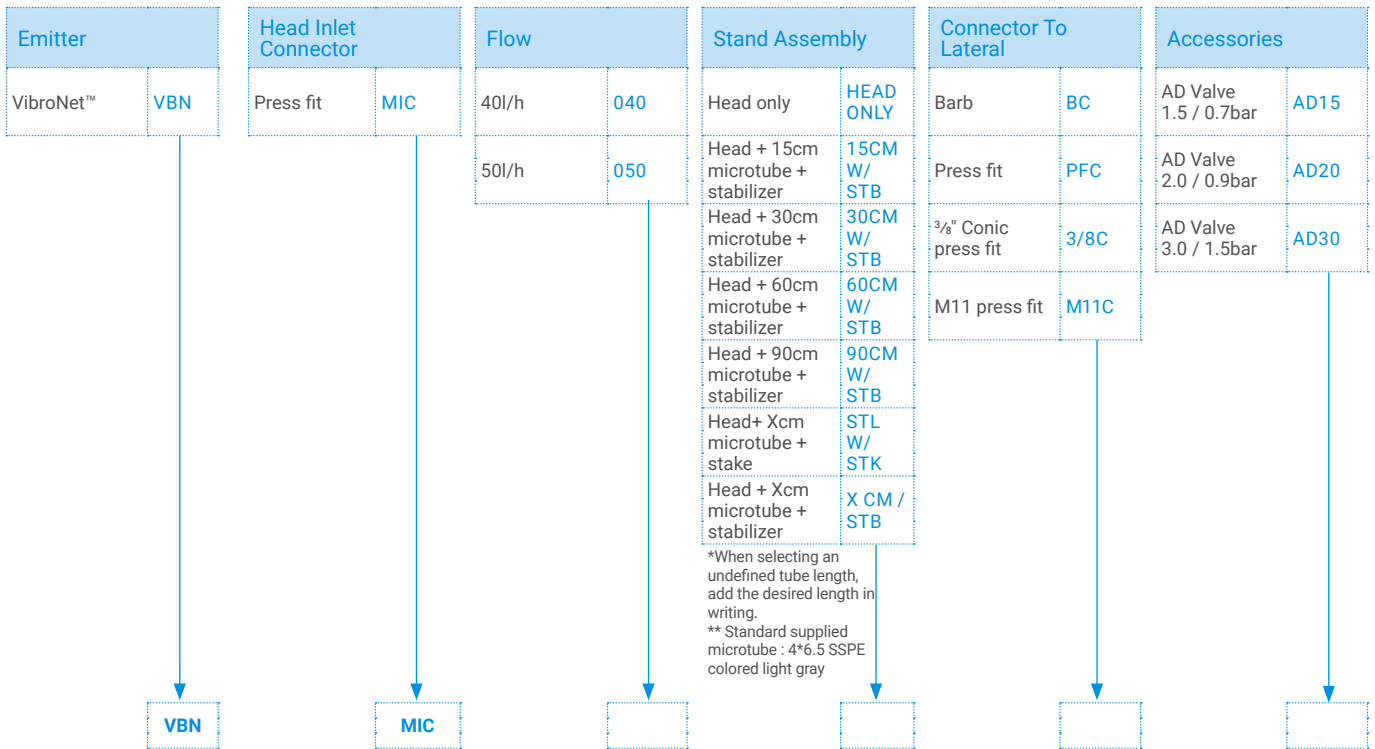 Emitter
VibroNet™ VBN
Head Inlet
Connector
Press fit MIC
Flow
40l/h 040
50l/h 050
Stand Assembly
Head only HEAD
ONLY
Head + 15cm 15CM
microtube + W/
stabilizer STB
Head + 30cm 30CM
microtube + W/
stabilizer STB
Head + 60cm 60CM
microtube + W/
stabilizer STB
Head + 90cm 90CM
microtube + W/
stabilizer STB
Head+ Xcm STL
microtube + W/
stake STK
Head + Xcm X CM /
microtube + STB
stabilizer
*When selecting an
undefined tube length,
add the desired length in
writing.
** Standard supplied
microtube : 4*6.5 SSPE
colored light gray
Connector To
Lateral
Barb BC
Press fit PFC
⅜" Conic 3/8C
press fit
M11 press fit M11C
Accessories
AD Valve AD15
1.5 / 0.7bar
AD Valve AD20
2.0 / 0.9bar
AD Valve AD30
3.0 / 1.5bar
VBN MIC